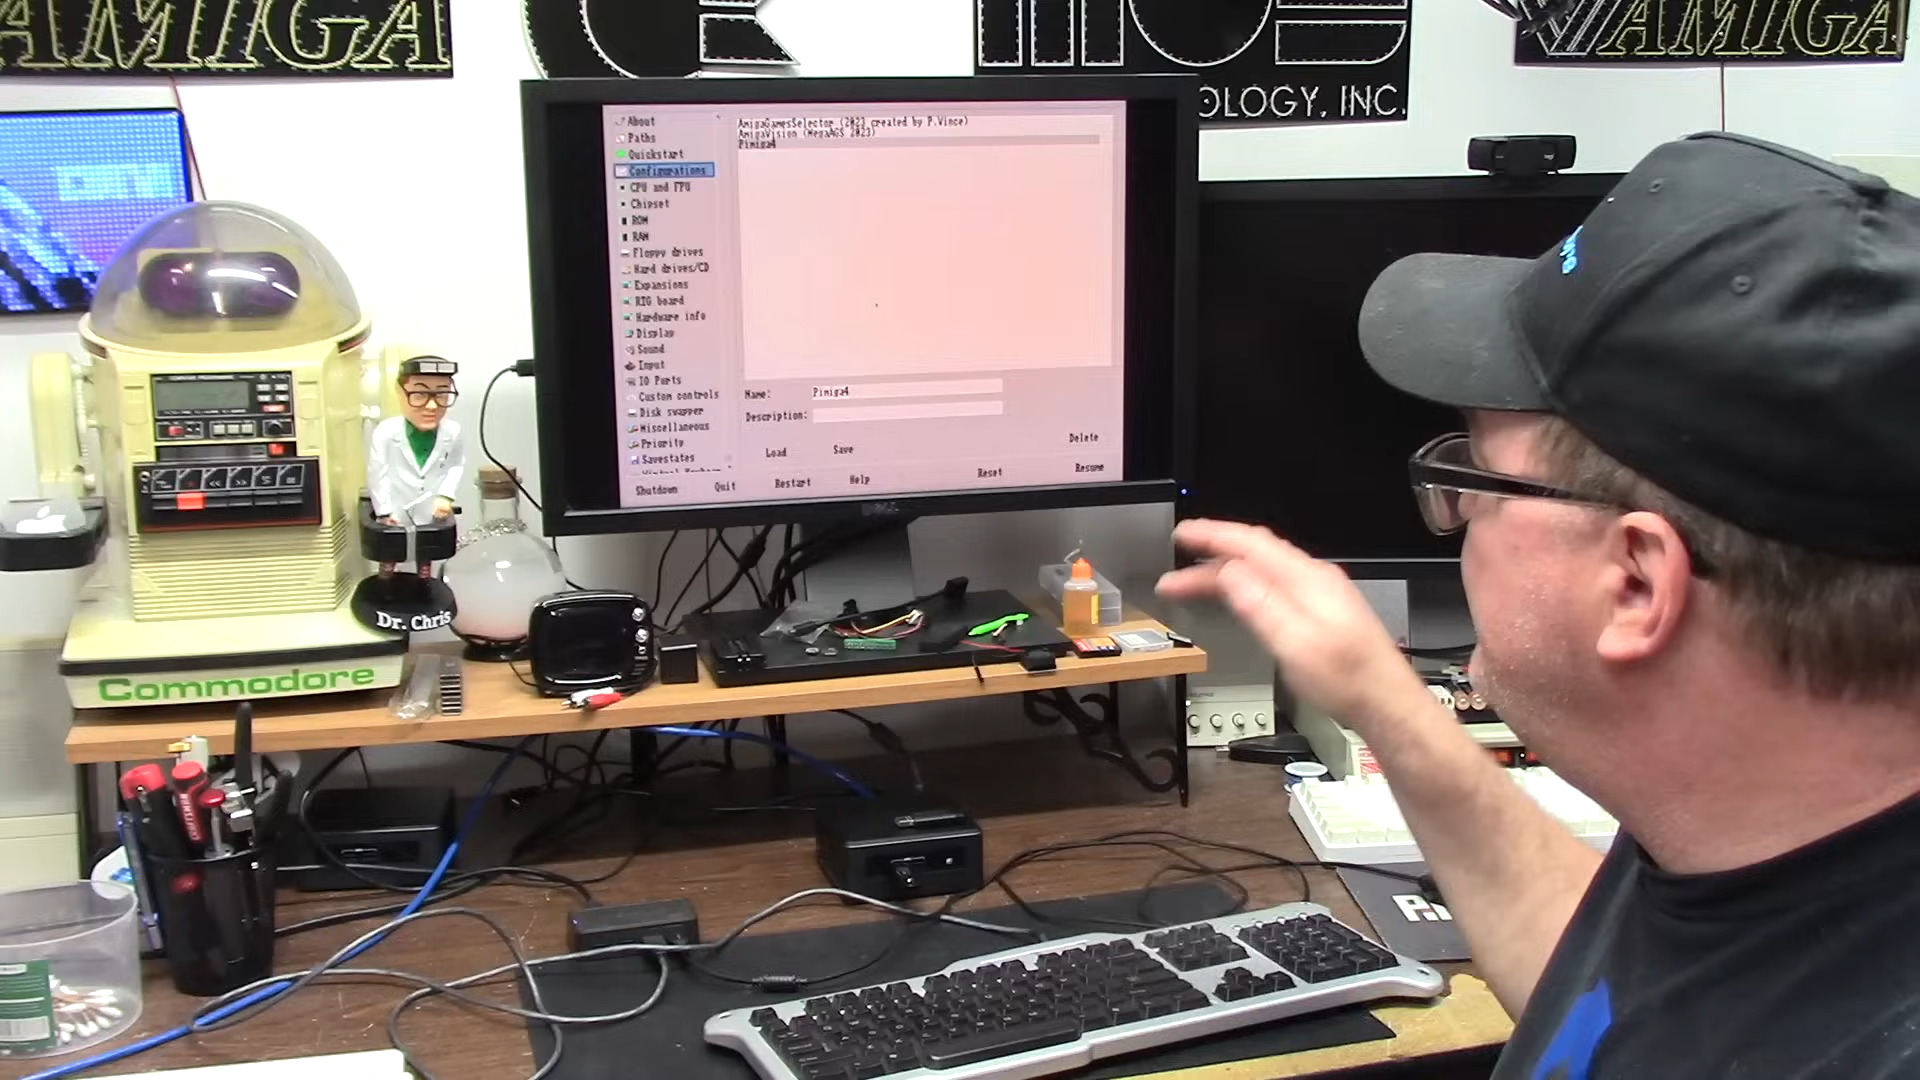 AMIGA
AMIGA
OLOGY, INC.
About
Paths
Quickstart
Configurations
CPU and FPU
Chipset
ROM
RAM
Floppy drives
Hard drives/CD
Expansions
RTG board
Hardware info
Display
Sound
Input
IO Ports
Custom controls
Disk swapper
Miscellaneous
Priority
Savestates
AmigaGamesSelector (2023 created by P.Vince)
AmigaVision (MegaAGS 2023)
Pimiga4
Name: Pimiga4
Description:
Load Save Delete
Shutdown Quit Restart Help Reset Resume
Dr. Chris
Commodore
DELL